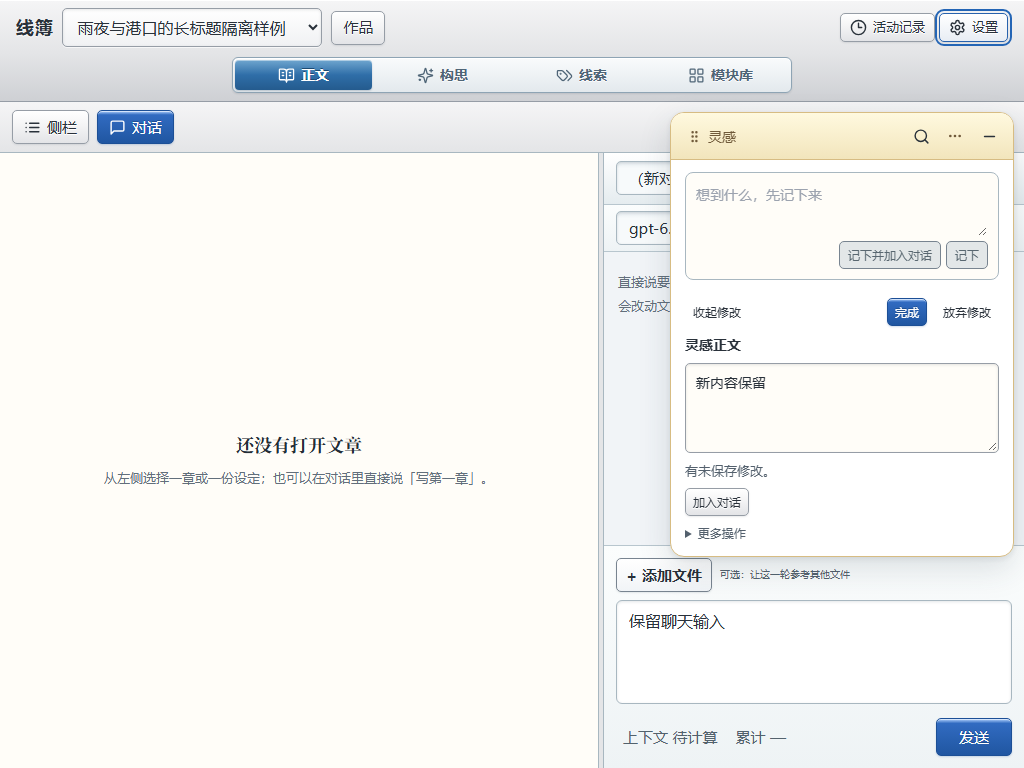 线簿
雨夜与港口的长标题隔离样例
作品
活动记录
设置
正文
构思
线索
模块库
侧栏
对话
灵感
想到什么，先记下来
记下并加入对话
记下
收起修改
完成
放弃修改
灵感正文
新内容保留
有未保存修改。
加入对话
更多操作
(新对
gpt-6.
直接说要
会改动文
还没有打开文章
从左侧选择一章或一份设定；也可以在对话里直接说「写第一章」。
+ 添加文件
可选：让这一轮参考其他文件
保留聊天输入
上下文 待计算
累计 —
发送